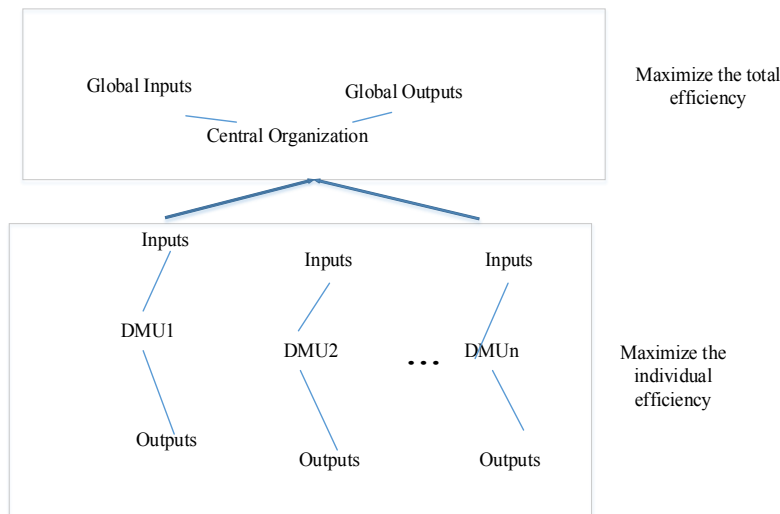 Global Inputs
Global Outputs
Central Organization
Maximize the total
efficiency
Inputs
Inputs
Inputs
DMU1
DMU2
...
DMUn
Maximize the
individual
efficiency
Outputs
Outputs
Outputs